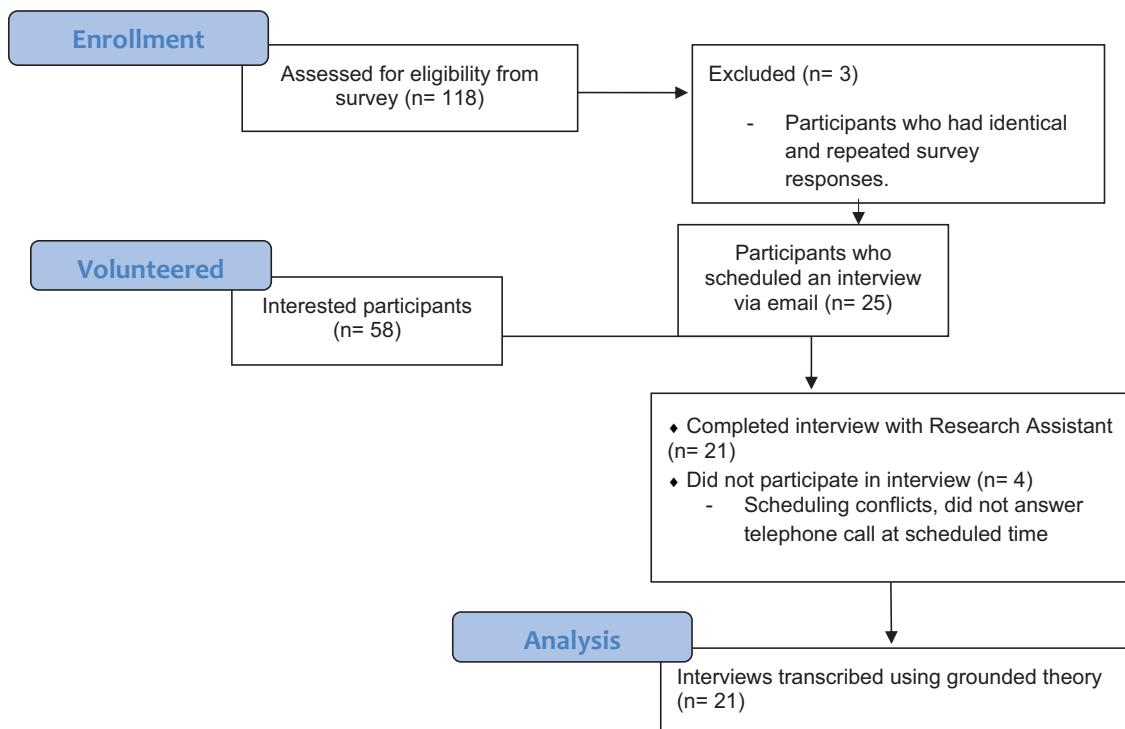 Enrollment
Assessed for eligibility from
survey (n= 118)
Excluded (n= 3)
- Participants who had identical
and repeated survey
responses.
Volunteered
Interested participants
(n= 58)
Participants who
scheduled an interview
via email (n= 25)
♦ Completed interview with Research Assistant
(n= 21)
♦ Did not participate in interview (n= 4)
- Scheduling conflicts, did not answer
telephone call at scheduled time
Analysis
Interviews transcribed using grounded theory
(n= 21)